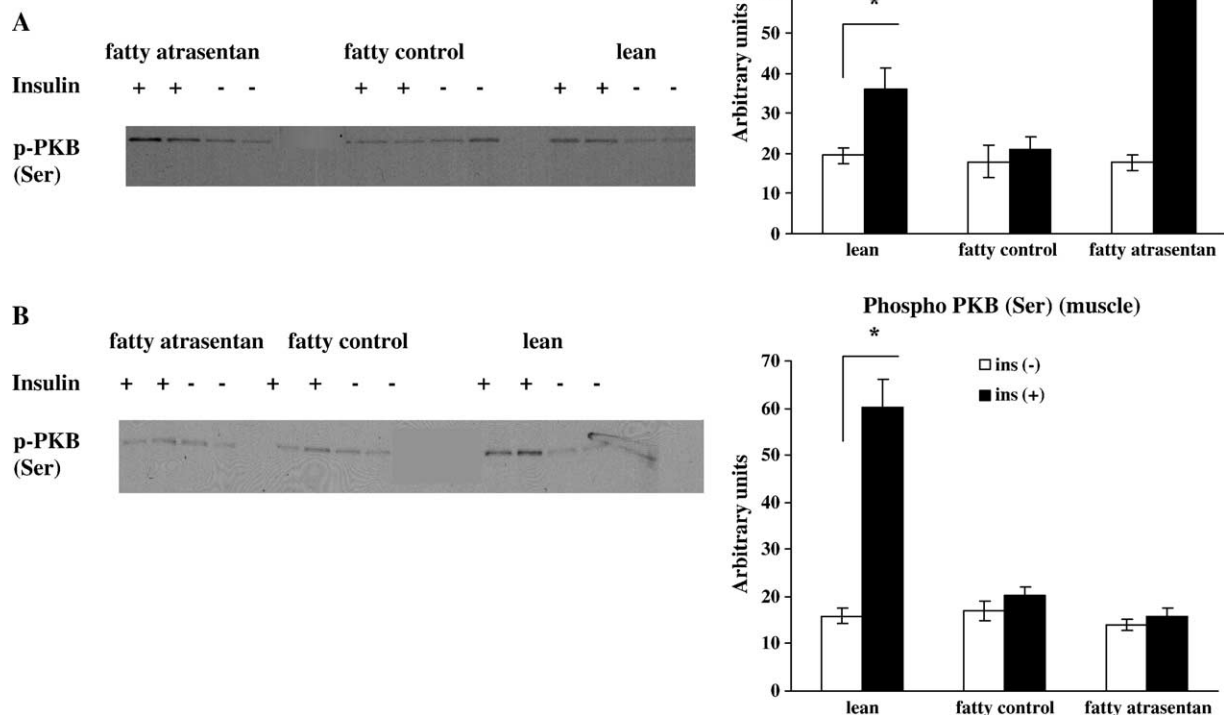 A
fatty atrasentan fatty control lean
Insulin + + - - + + - - + + - -
p-PKB
(Ser)
*
Arbitrary units
50
40
30
20
10
0
lean fatty control fatty atrasentan
B
fatty atrasentan fatty control lean
Insulin + + - - + + - - + + - -
p-PKB
(Ser)
Phospho PKB (Ser) (muscle)
*
ins (-)
ins (+)
Arbitrary units
70
60
50
40
30
20
10
0
lean fatty control fatty atrasentan